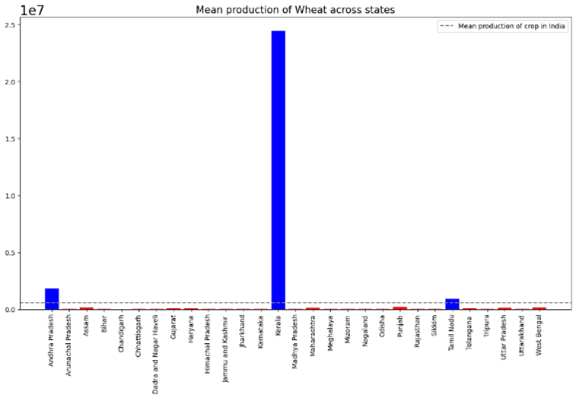 Mean production of Wheat across states
1e7
Mean production of crop in India
2.5
2.0
1.5
1.0
0.5
0.0
Andhra Pradesh
Arunachal Pradesh
Assam
Bihar
Chandigarh
Chhattisgarh
Dadra and Nagar Haveli
Gujarat
Haryana
Himachal Pradesh
Jammu and Kashmir
Jharkhand
Karnataka
Kerala
Madhya Pradesh
Maharashtra
Meghalaya
Mizoram
Nagaland
Odisha
Punjab
Rajasthan
Sikkim
Tamil Nadu
Telangana
Tripura
Uttar Pradesh
Uttarakhand
West Bengal